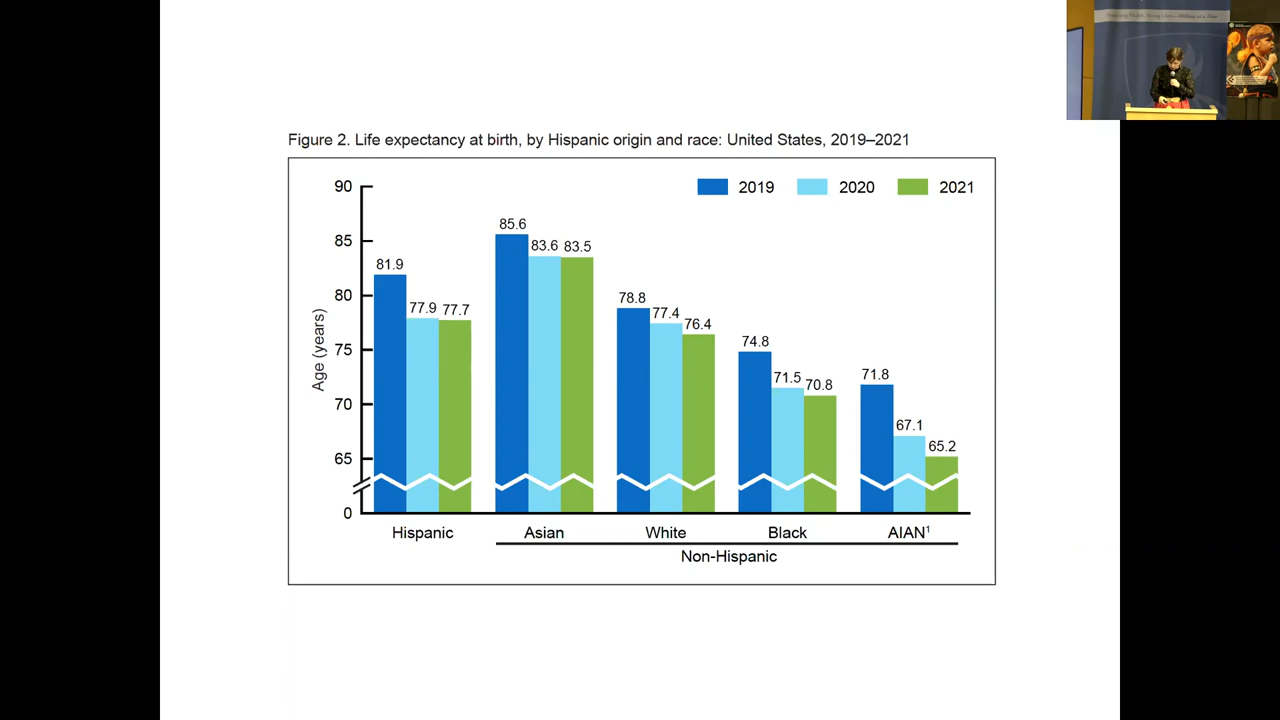 Figure 2. Life expectancy at birth, by Hispanic origin and race: United States, 2019–2021
2019 2020 2021
Age (years)
90
85
80
75
70
65
0
81.9 77.9 77.7
85.6 83.6 83.5
78.8 77.4 76.4
74.8 71.5 70.8
71.8 67.1 65.2
Hispanic Asian White Black AIAN¹
Non-Hispanic